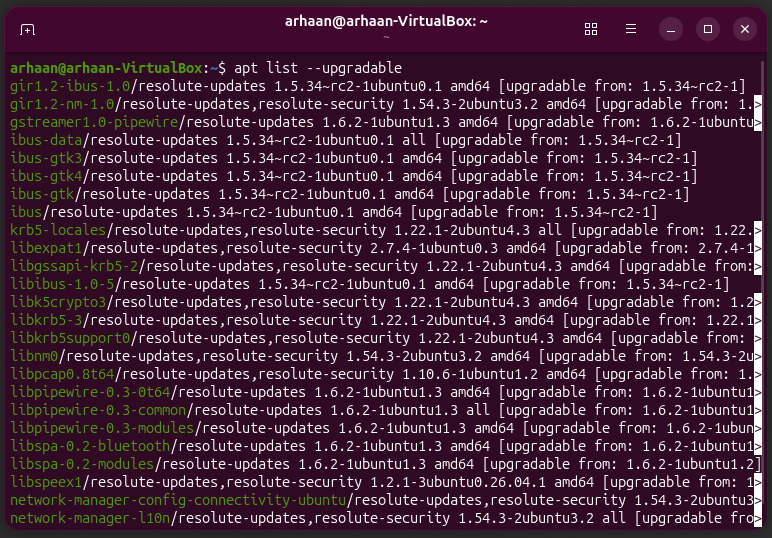 arhaan@arhaan-VirtualBox: ~
~
arhaan@arhaan-VirtualBox:~$ apt list --upgradable
gir1.2-ibus-1.0/resolute-updates 1.5.34~rc2-1ubuntu0.1 amd64 [upgradable from: 1.5.34~rc2-1]
gir1.2-nm-1.0/resolute-updates,resolute-security 1.54.3-2ubuntu3.2 amd64 [upgradable from: 1.>
gstreamer1.0-pipewire/resolute-updates 1.6.2-1ubuntu1.3 amd64 [upgradable from: 1.6.2-1ubuntu>
ibus-data/resolute-updates 1.5.34~rc2-1ubuntu0.1 all [upgradable from: 1.5.34~rc2-1]
ibus-gtk3/resolute-updates 1.5.34~rc2-1ubuntu0.1 amd64 [upgradable from: 1.5.34~rc2-1]
ibus-gtk4/resolute-updates 1.5.34~rc2-1ubuntu0.1 amd64 [upgradable from: 1.5.34~rc2-1]
ibus-gtk/resolute-updates 1.5.34~rc2-1ubuntu0.1 amd64 [upgradable from: 1.5.34~rc2-1]
ibus/resolute-updates 1.5.34~rc2-1ubuntu0.1 amd64 [upgradable from: 1.5.34~rc2-1]
krb5-locales/resolute-updates,resolute-security 1.22.1-2ubuntu4.3 all [upgradable from: 1.22.>
libexpat1/resolute-updates,resolute-security 2.7.4-1ubuntu0.3 amd64 [upgradable from: 2.7.4-1>
libgssapi-krb5-2/resolute-updates,resolute-security 1.22.1-2ubuntu4.3 amd64 [upgradable from:>
libibus-1.0-5/resolute-updates 1.5.34~rc2-1ubuntu0.1 amd64 [upgradable from: 1.5.34~rc2-1]
libk5crypto3/resolute-updates,resolute-security 1.22.1-2ubuntu4.3 amd64 [upgradable from: 1.2>
libkrb5-3/resolute-updates,resolute-security 1.22.1-2ubuntu4.3 amd64 [upgradable from: 1.22.1>
libkrb5support0/resolute-updates,resolute-security 1.22.1-2ubuntu4.3 amd64 [upgradable from: >
libnm0/resolute-updates,resolute-security 1.54.3-2ubuntu3.2 amd64 [upgradable from: 1.54.3-2u>
libpcap0.8t64/resolute-updates,resolute-security 1.10.6-1ubuntu1.2 amd64 [upgradable from: 1.>
libpipewire-0.3-0t64/resolute-updates 1.6.2-1ubuntu1.3 amd64 [upgradable from: 1.6.2-1ubuntu1>
libpipewire-0.3-common/resolute-updates 1.6.2-1ubuntu1.3 all [upgradable from: 1.6.2-1ubuntu1>
libpipewire-0.3-modules/resolute-updates 1.6.2-1ubuntu1.3 amd64 [upgradable from: 1.6.2-1ubun>
libspa-0.2-bluetooth/resolute-updates 1.6.2-1ubuntu1.3 amd64 [upgradable from: 1.6.2-1ubuntu1>
libspa-0.2-modules/resolute-updates 1.6.2-1ubuntu1.3 amd64 [upgradable from: 1.6.2-1ubuntu1.2]
libspeex1/resolute-updates,resolute-security 1.2.1-3ubuntu0.26.04.1 amd64 [upgradable from: 1>
network-manager-config-connectivity-ubuntu/resolute-updates,resolute-security 1.54.3-2ubuntu3>
network-manager-l10n/resolute-updates,resolute-security 1.54.3-2ubuntu3.2 all [upgradable fro>